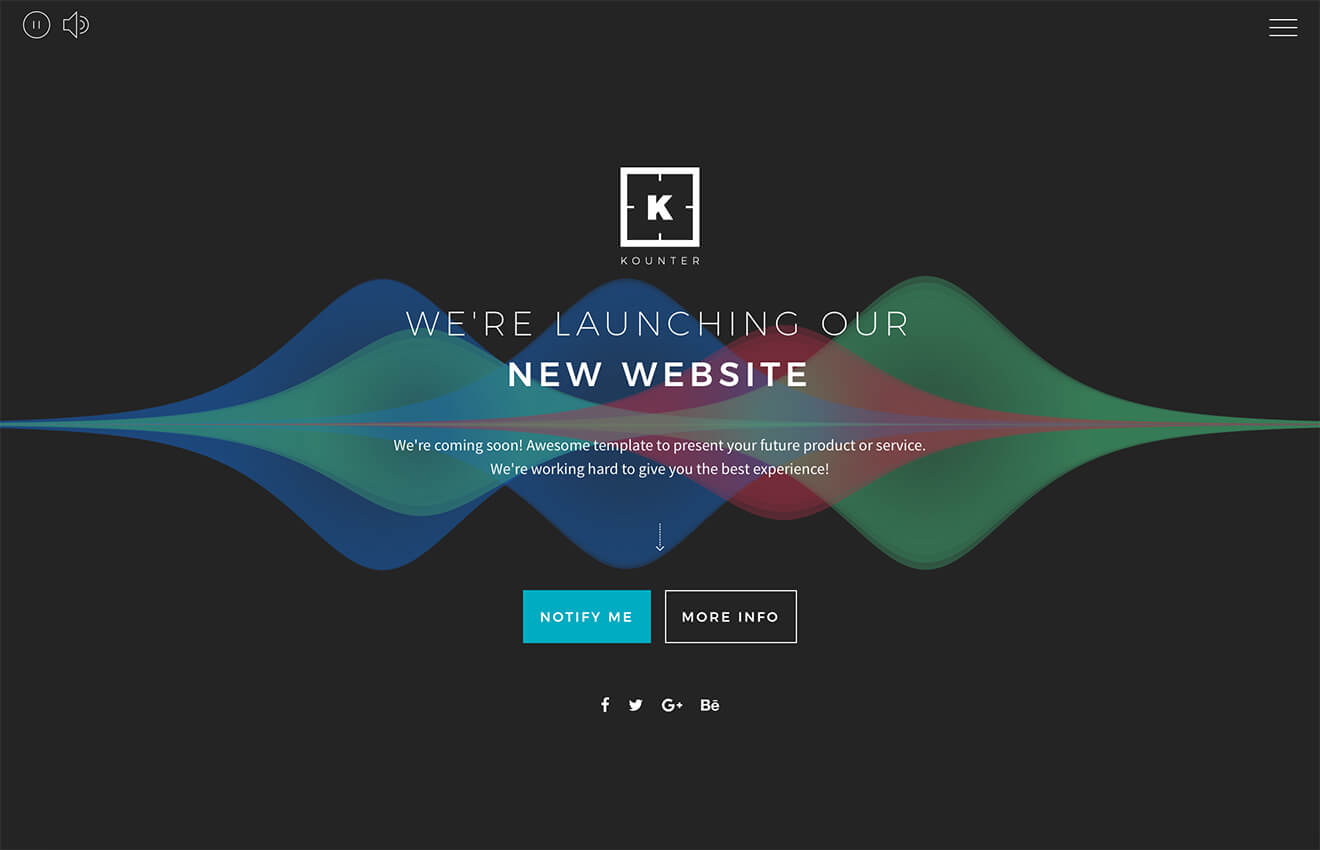 K
KOUNTER
WE'RE LAUNCHING OUR
NEW WEBSITE
We're coming soon! Awesome template to present your future product or service.
We're working hard to give you the best experience!
NOTIFY ME MORE INFO
G+ Bē